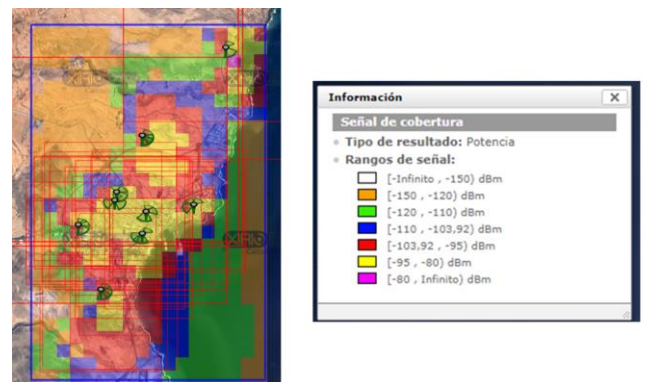 Información
Señal de cobertura
Tipo de resultado: Potencia
Rangos de señal:
[-Infinito , -150) dBm
[-150 , -120) dBm
[-120 , -110) dBm
[-110 , -103,92) dBm
[-103,92 , -95) dBm
[-95 , -80) dBm
[-80 , Infinito) dBm